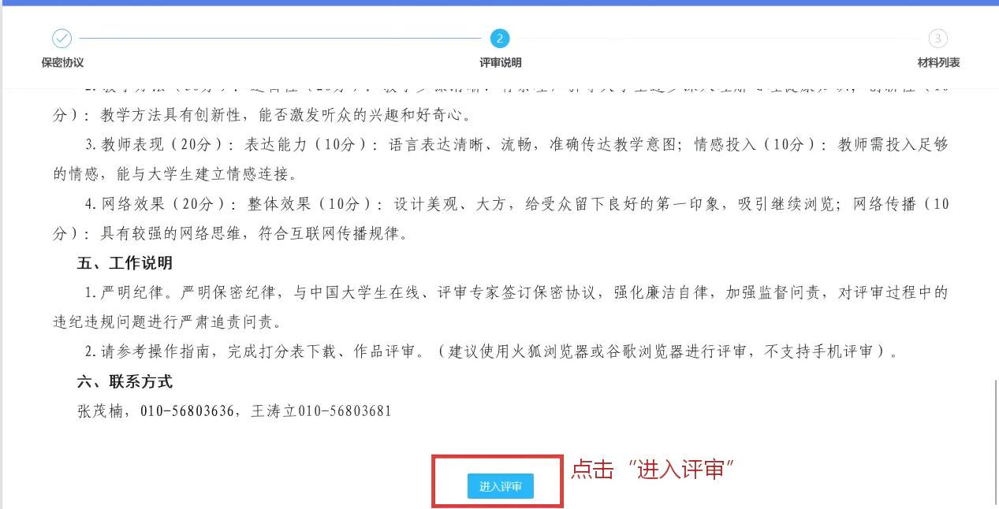 2
3
保密协议
评审说明
材料列表
分）：教学方法具有创新性，能否激发听众的兴趣和好奇心。
3.教师表现（20分）：表达能力（10分）：语言表达清晰、流畅，准确传达教学意图；情感投入（10分）：教师需投入足够
的情感，能与大学生建立情感连接。
4.网络效果（20分）：整体效果（10分）：设计美观、大方，给受众留下良好的第一印象，吸引继续浏览；网络传播（10
分）：具有较强的网络思维，符合互联网传播规律。
五、工作说明
1.严明纪律。严明保密纪律，与中国大学生在线、评审专家签订保密协议，强化廉洁自律，加强监督问责，对评审过程中的
违纪违规问题进行严肃追责问责。
2.请参考操作指南，完成打分表下载、作品评审。（建议使用火狐浏览器或谷歌浏览器进行评审，不支持手机评审）。
六、联系方式
张茂楠，010-56803636，王涛立010-56803681
点击“进入评审”
进入评审